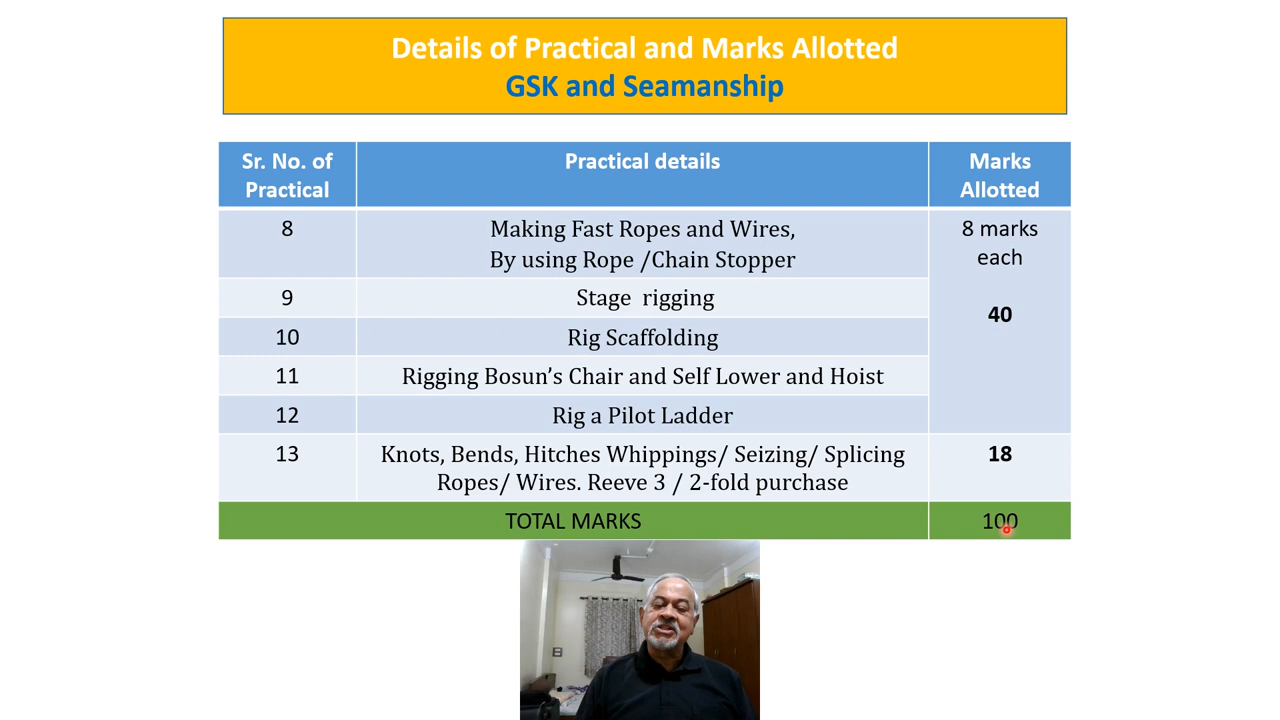 Details of Practical and Marks Allotted
GSK and Seamanship
Sr. No. of
Practical
Practical details
Marks
Allotted
8
Making Fast Ropes and Wires,
By using Rope /Chain Stopper
8 marks
each
40
9
Stage rigging
10
Rig Scaffolding
11
Rigging Bosun’s Chair and Self Lower and Hoist
12
Rig a Pilot Ladder
13
Knots, Bends, Hitches Whippings/ Seizing/ Splicing
Ropes/ Wires. Reeve 3 / 2-fold purchase
18
TOTAL MARKS
100